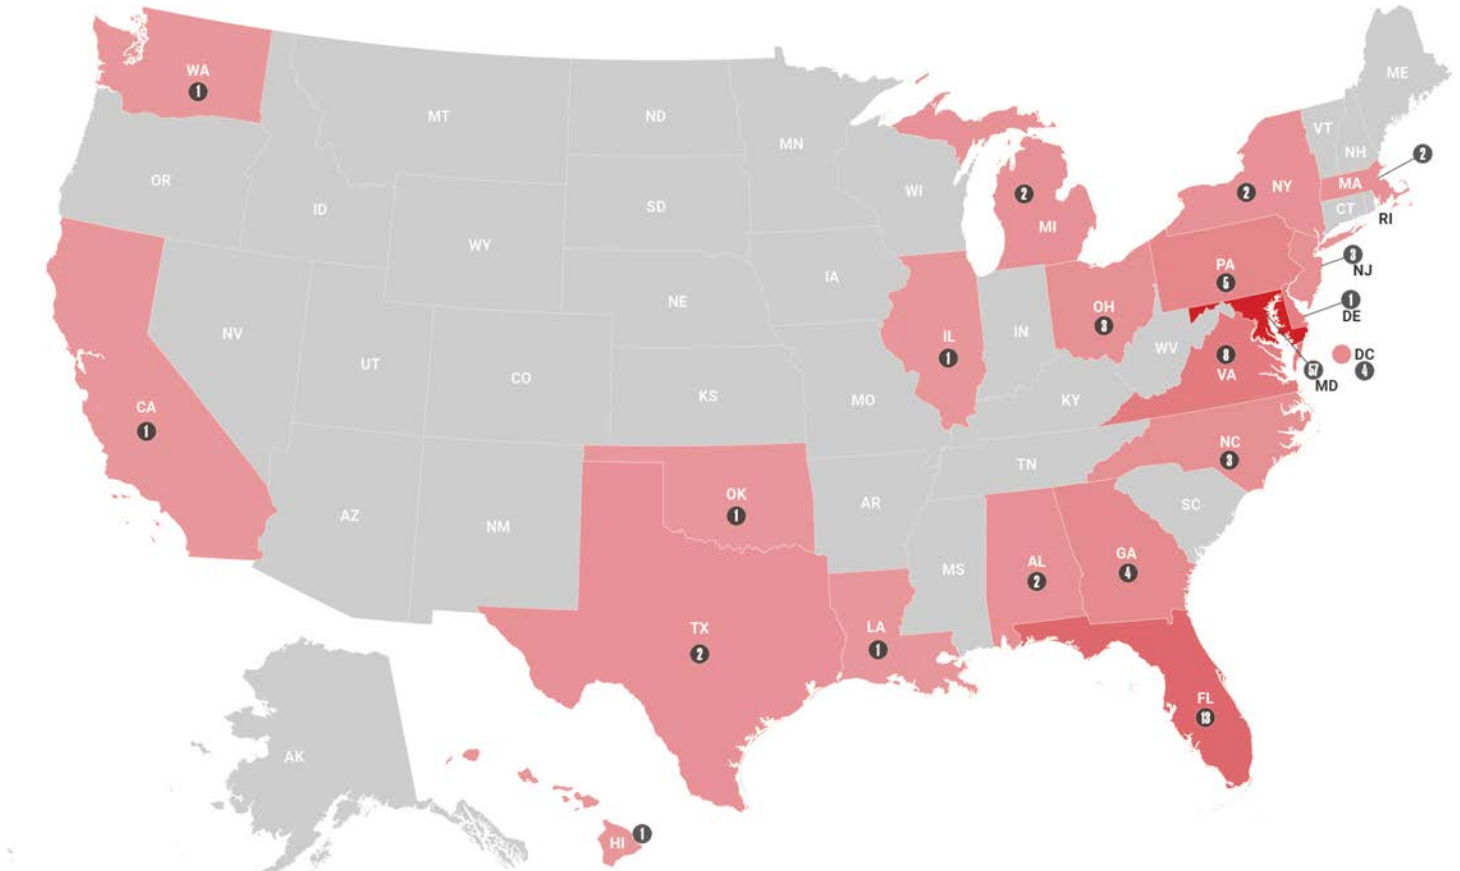 WA
1
ME
MT
ND
MN
VT
NH
2
OR
ID
SD
WI
2
MI
2
NY
MA
CT
RI
WY
IA
PA
5
3
NJ
NE
NV
UT
CO
IL
1
IN
OH
3
1
DE
WV
8
VA
DC
4
57
MD
KS
MO
KY
CA
1
NC
3
TN
AZ
NM
OK
1
AR
SC
MS
AL
2
GA
4
TX
2
LA
1
FL
13
AK
HI
1